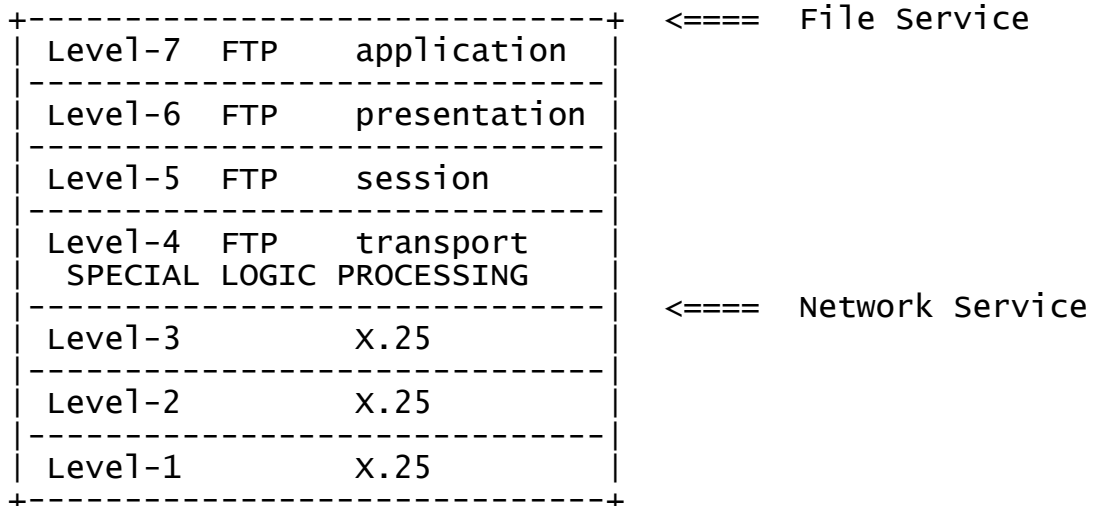 +------------------------------+ <==== File Service
| Level-7 FTP application |
|------------------------------|
| Level-6 FTP presentation |
|------------------------------|
| Level-5 FTP session |
|------------------------------|
| Level-4 FTP transport |
| SPECIAL LOGIC PROCESSING |
|------------------------------| <==== Network Service
| Level-3 X.25 |
|------------------------------|
| Level-2 X.25 |
|------------------------------|
| Level-1 X.25 |
+------------------------------+